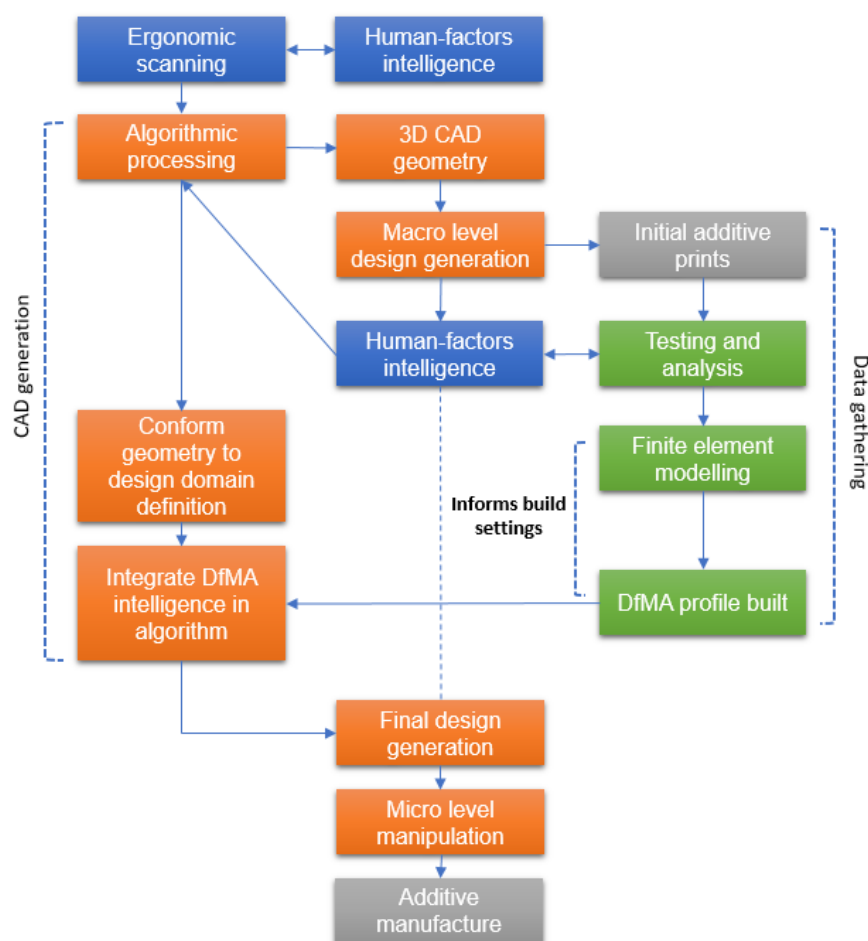 Ergonomic
scanning
Human-factors
intelligence
Algorithmic
processing
3D CAD
geometry
Macro level
design generation
Initial additive
prints
Human-factors
intelligence
Testing and
analysis
CAD generation
Data gathering
Conform
geometry to
design domain
definition
Finite element
modelling
Informs build
settings
Integrate DfMA
intelligence in
algorithm
DfMA profile built
Final design
generation
Micro level
manipulation
Additive
manufacture